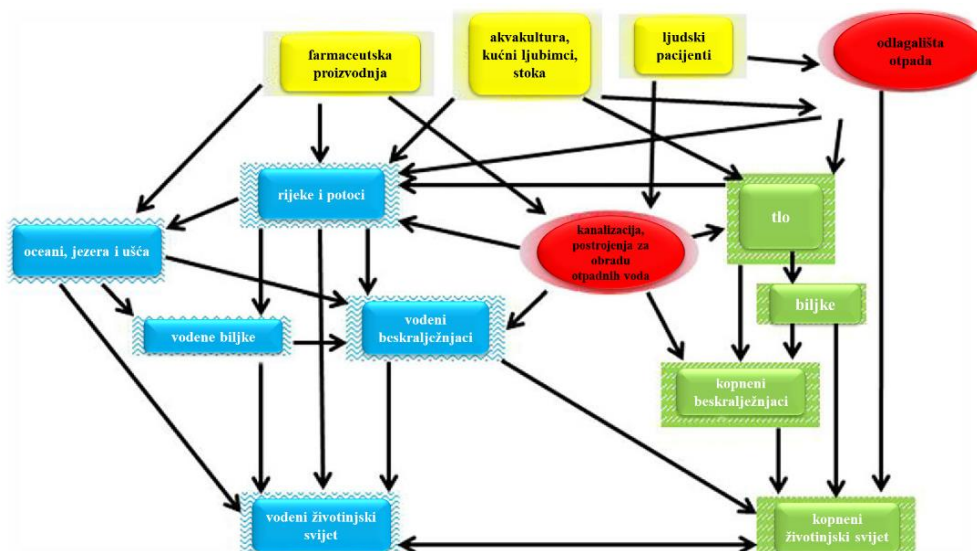 farmaceutska
proizvodnja
akvakultura,
kućni ljubimci,
stoka
ljudski
pacijenti
odlagališta
otpada
rijeke i potoci
tlo
oceani, jezera i ušća
kanalizacija,
postrojenja za
obradu
otpadnih voda
biljke
vodene biljke
vodeni
beskralježnjaci
kopneni
beskralježnjaci
vodeni životinjski
svijet
kopneni
životinjski svijet